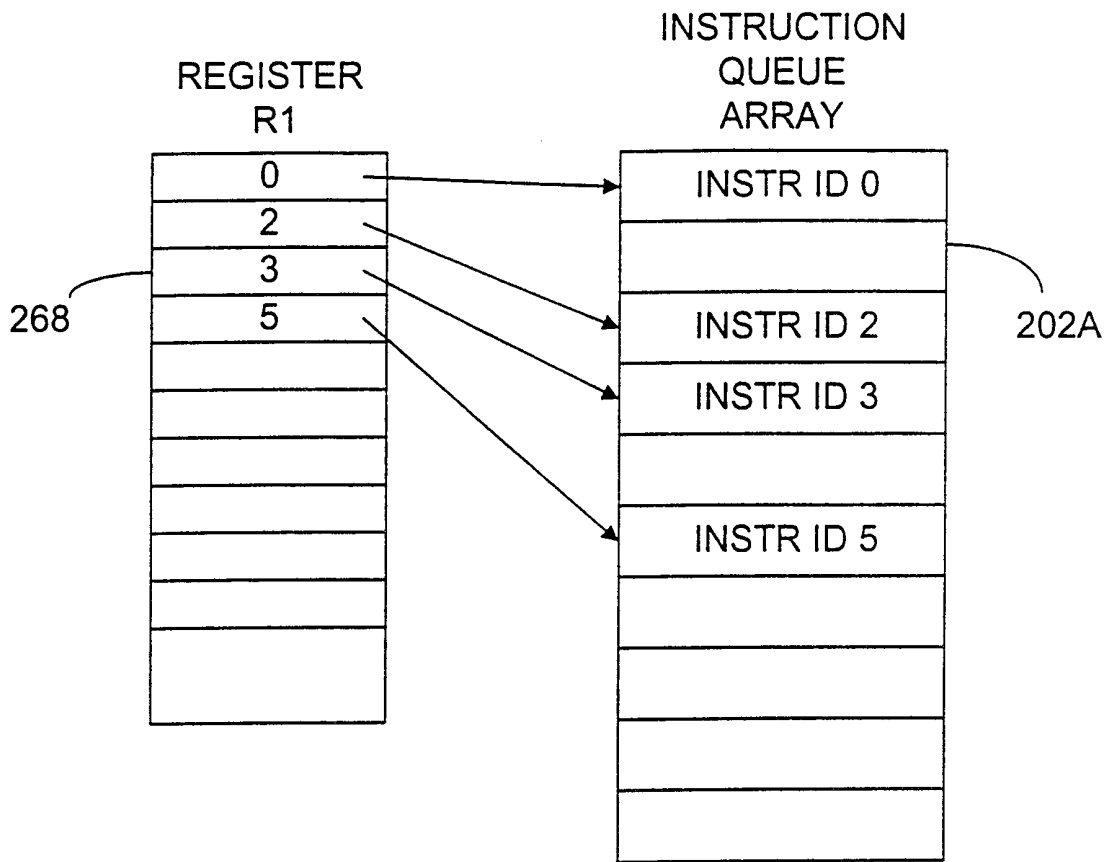 REGISTER
R1
0
2
3
5
268
INSTRUCTION
QUEUE
ARRAY
INSTR ID 0
INSTR ID 2
INSTR ID 3
INSTR ID 5
202A